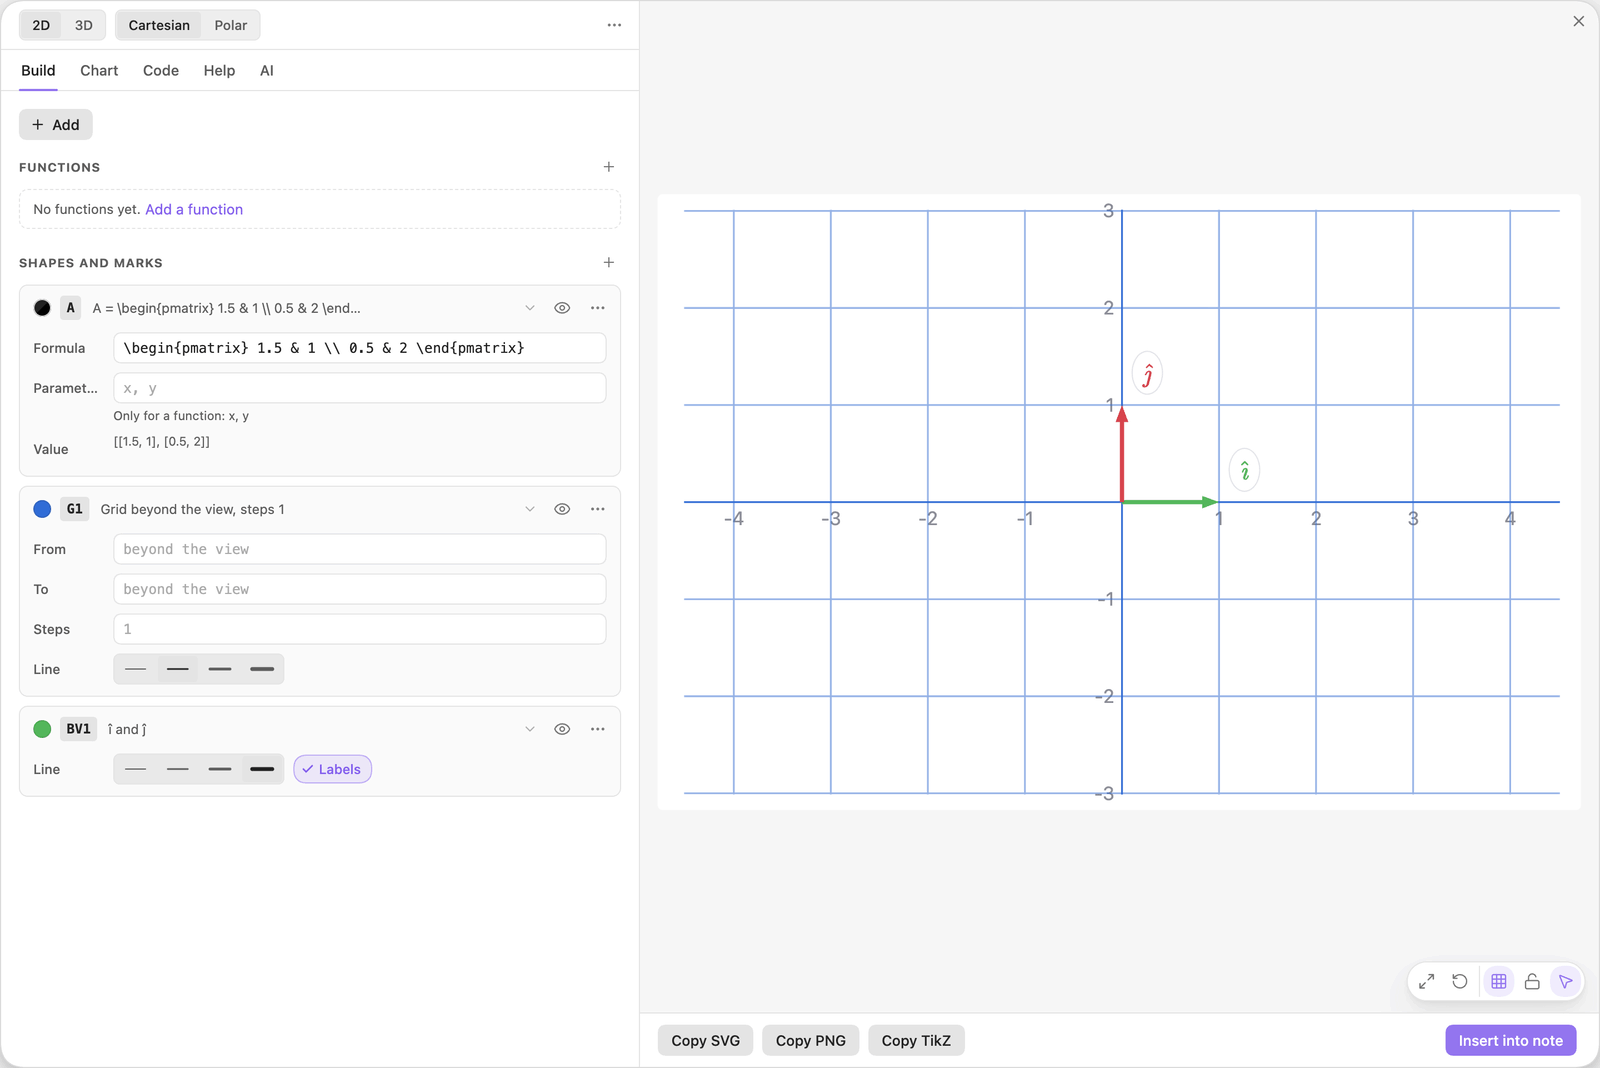 2D 3D Cartesian Polar
Build Chart Code Help AI
+ Add
FUNCTIONS
No functions yet. Add a function
SHAPES AND MARKS
A A = \begin{pmatrix} 1.5 & 1 \\ 0.5 & 2 \end...
Formula \begin{pmatrix} 1.5 & 1 \\ 0.5 & 2 \end{pmatrix}
Paramet... x, y
Only for a function: x, y
Value [[1.5, 1], [0.5, 2]]
G1 Grid beyond the view, steps 1
From beyond the view
To beyond the view
Steps 1
Line
BV1 î and ĵ
Line Labels
3
2
ĵ
1
î
-4 -3 -2 -1 1 2 3 4
-1
-2
-3
Copy SVG Copy PNG Copy TikZ Insert into note